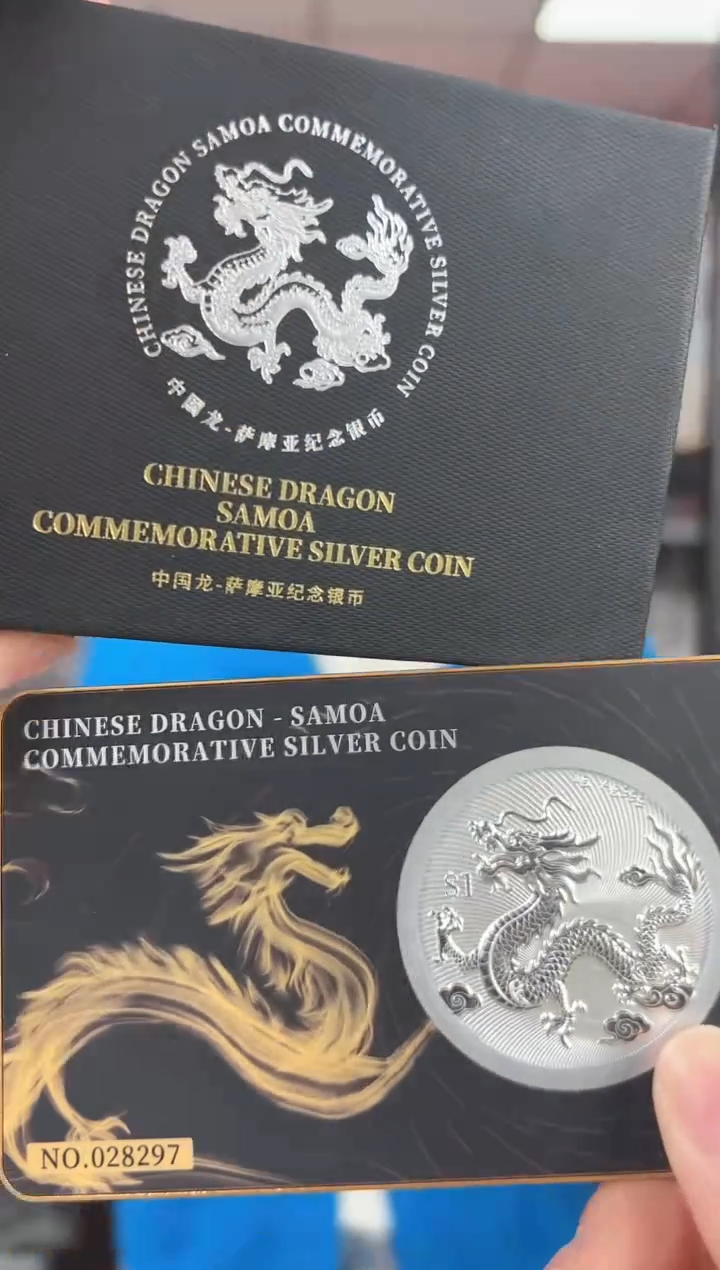 CHINESE DRAGON SAMOA COMMEMORATIVE SILVER COIN
中国龙-萨摩亚纪念银币
CHINESE DRAGON
SAMOA
COMMEMORATIVE SILVER COIN
中国龙-萨摩亚纪念银币
CHINESE DRAGON - SAMOA
COMMEMORATIVE SILVER COIN
$1
NO.028297